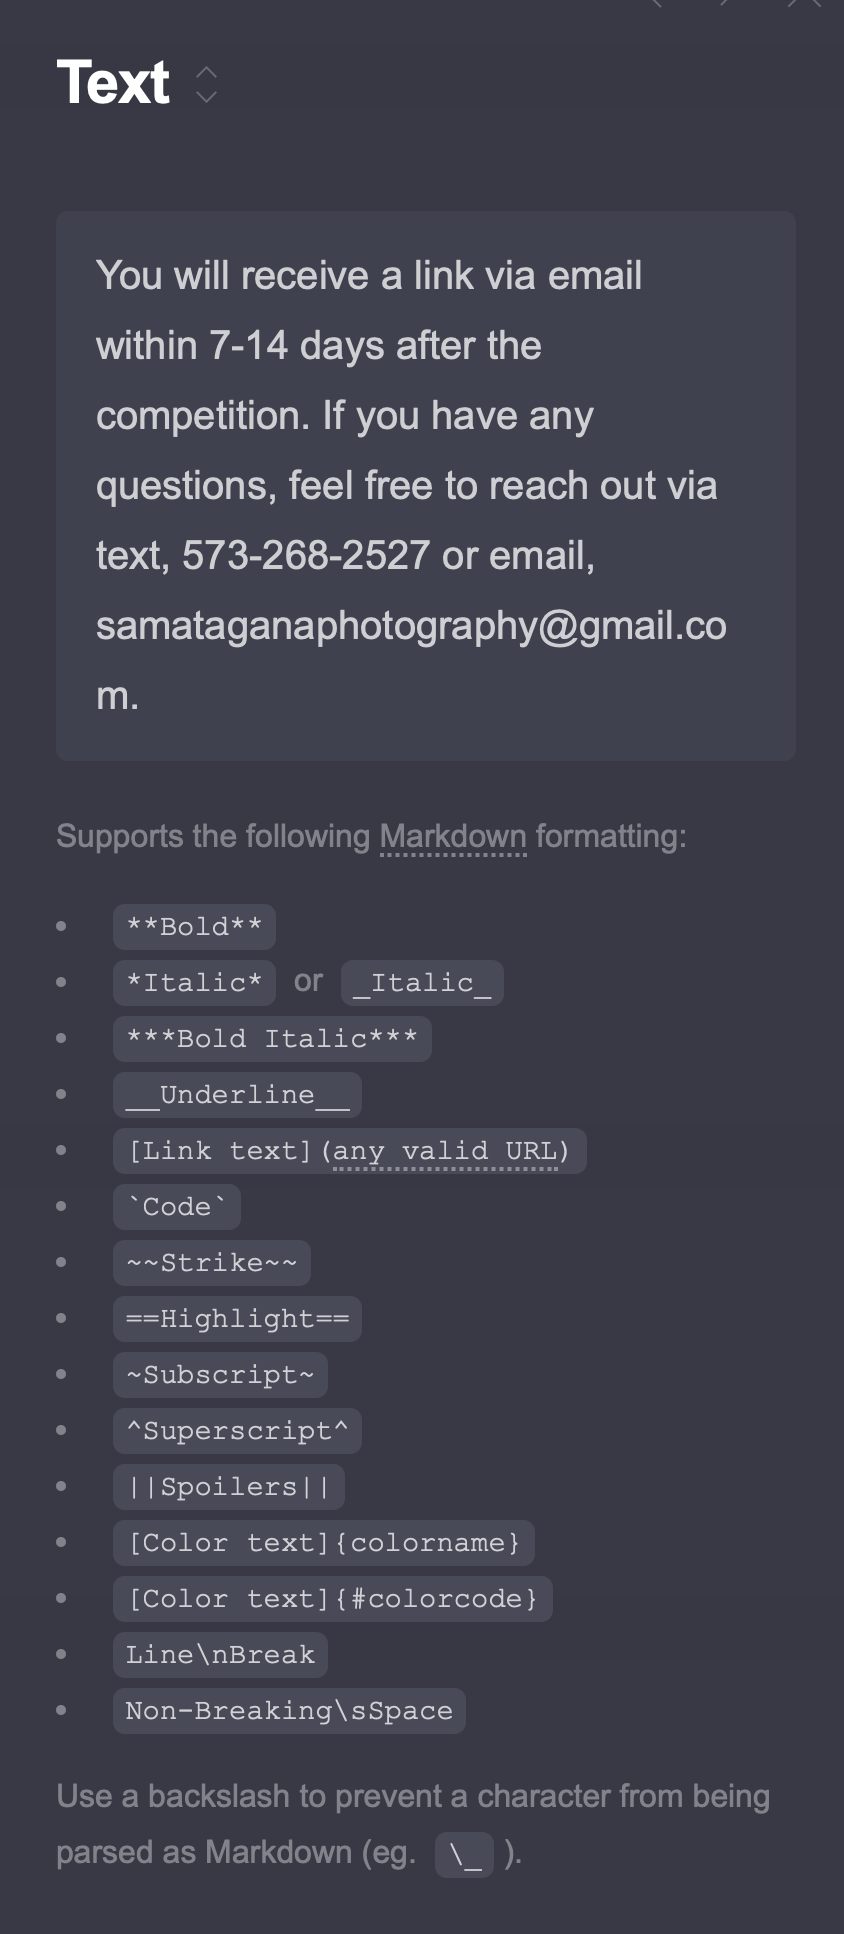 Text
You will receive a link via email
within 7-14 days after the
competition. If you have any
questions, feel free to reach out via
text, 573-268-2527 or email,
samataganaphotography@gmail.co
m.
Supports the following Markdown formatting:
• **Bold**
• *Italic* or _Italic_
• ***Bold Italic***
• __Underline__
• [Link text](any valid URL)
• `Code`
• ~~Strike~~
• ==Highlight==
• ~Subscript~
• ^Superscript^
• ||Spoilers||
• [Color text]{colorname}
• [Color text]{#colorcode}
• Line\nBreak
• Non-Breaking\sSpace
Use a backslash to prevent a character from being
parsed as Markdown (eg. \_ ).